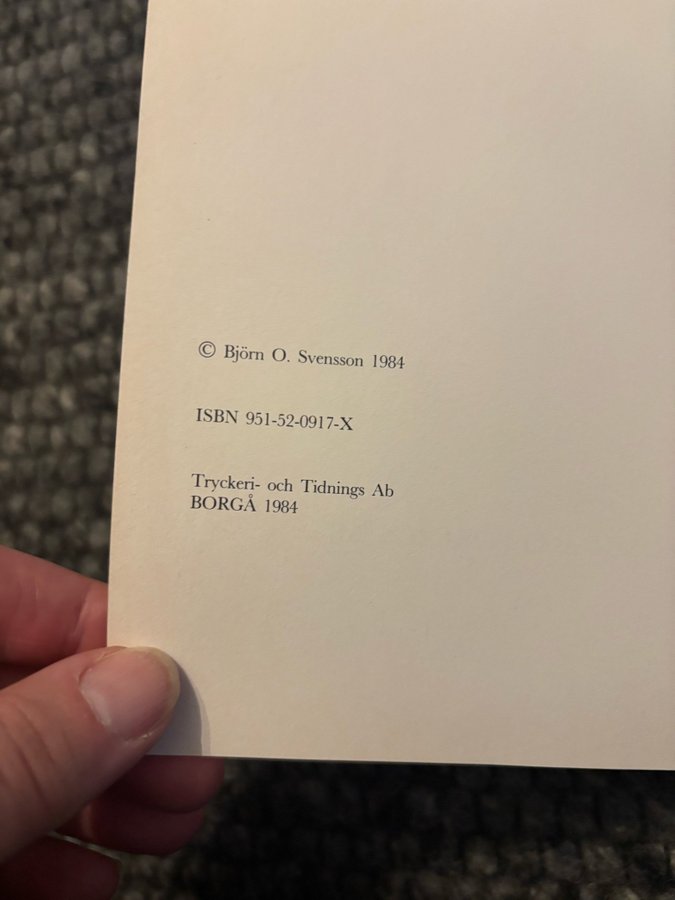 © Björn O. Svensson 1984
ISBN 951-52-0917-X
Tryckeri- och Tidnings Ab
BORGÅ 1984